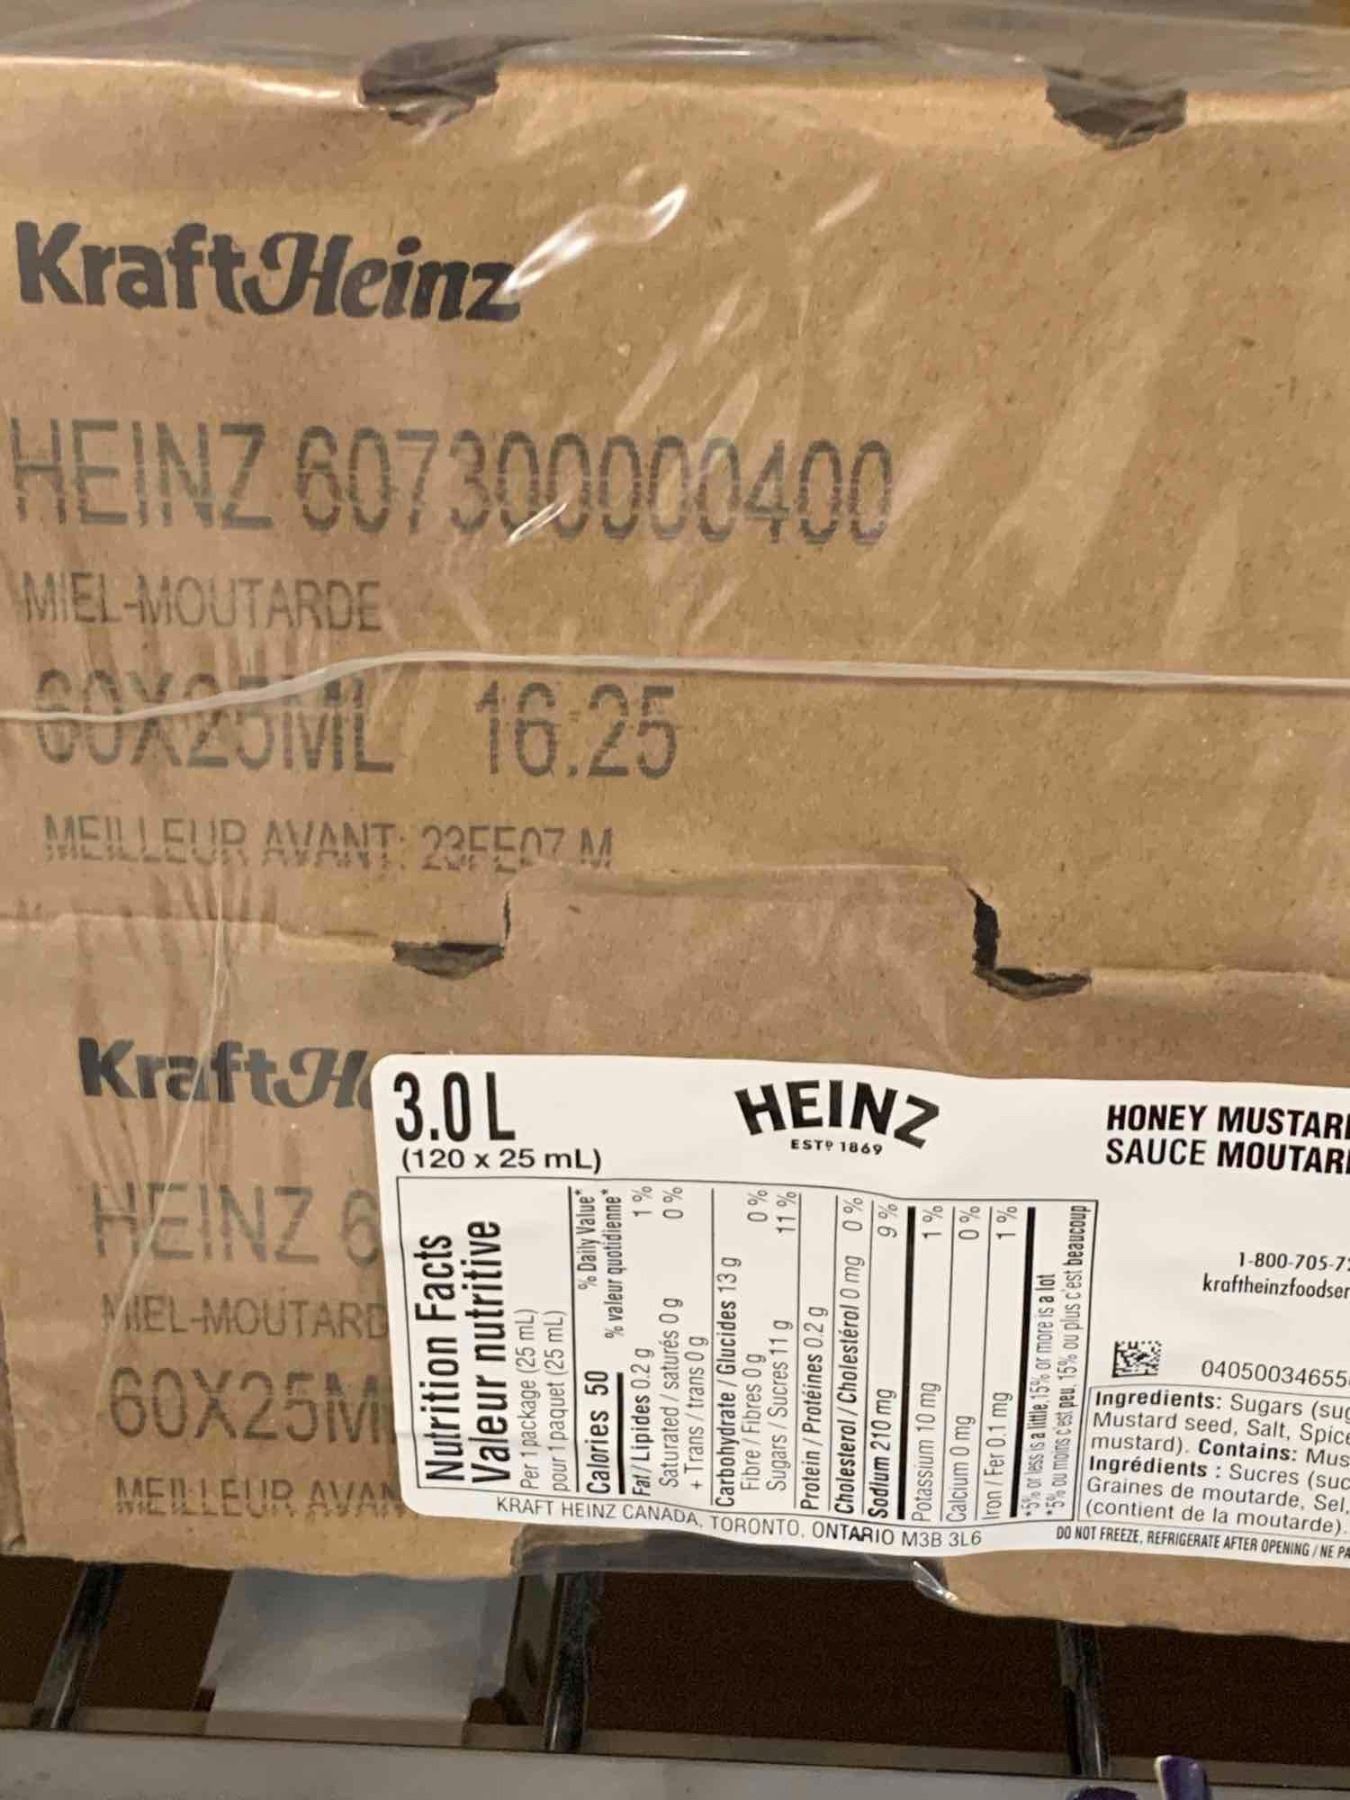 KraftHeinz
HEINZ 607300000400
MIEL-MOUTARDE
60X25ML 16.25
MEILLEUR AVANT: 23FE07 M
KraftH
HEINZ 6
MIEL-MOUTARD
60X25M
MEILLEUR AVAN
3.0 L
(120 x 25 mL)
HEINZ
ESTD 1869
HONEY MUSTAR
SAUCE MOUTAR
Nutrition Facts
Valeur nutritive
Per 1 package (25 mL)
pour 1 paquet (25 mL)
Calories 50
% Daily Value*
% valeur quotidienne*
Fat / Lipides 0.2 g 1 %
Saturated / saturés 0 g
+ Trans / trans 0 g
0 %
Carbohydrate / Glucides 13 g
Fibre / Fibres 0 g 0 %
Sugars / Sucres 11 g 11 %
Protein / Protéines 0.2 g
Cholesterol / Cholestérol 0 mg 0 %
Sodium 210 mg 9 %
Potassium 10 mg 1 %
Calcium 0 mg 0 %
Iron / Fer 0.1 mg 1 %
*5% or less is a little, 15% or more is a lot
*5% ou moins c'est peu, 15% ou plus c'est beaucoup
1-800-705-7
kraftheinzfoodser
04050034655
Ingredients: Sugars (sug
Mustard seed, Salt, Spice
mustard). Contains: Mus
Ingrédients : Sucres (suc
Graines de moutarde, Sel,
(contient de la moutarde).
KRAFT HEINZ CANADA, TORONTO, ONTARIO M3B 3L6
DO NOT FREEZE, REFRIGERATE AFTER OPENING / NE PA